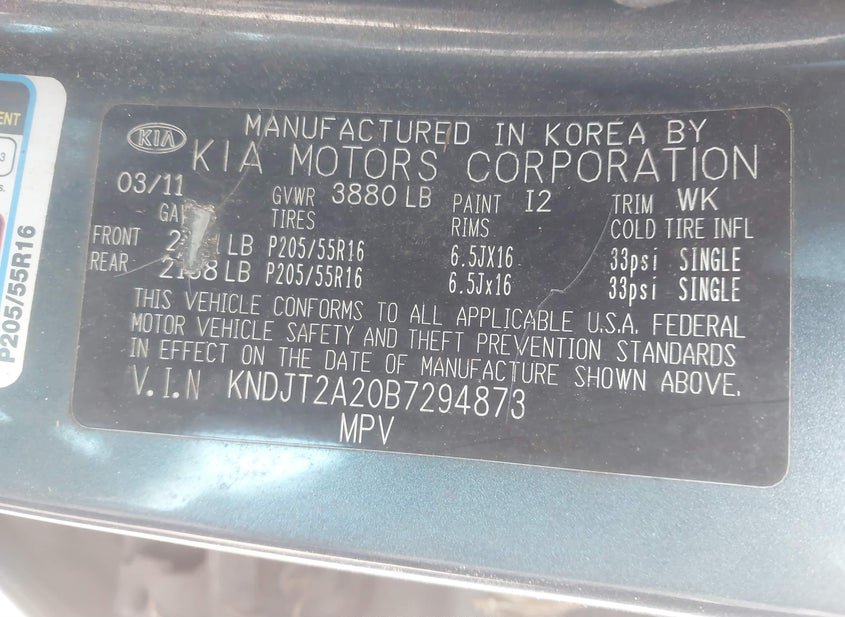 ENT
3
s.
P205/55R16
KIA
MANUFACTURED IN KOREA BY
KIA MOTORS CORPORATION
03/11 GVWR 3880 LB PAINT I2 TRIM WK
TIRES RIMS COLD TIRE INFL
FRONT LB P205/55R16 6.5JX16 33psi SINGLE
REAR LB P205/55R16 6.5Jx16 33psi SINGLE
THIS VEHICLE CONFORMS TO ALL APPLICABLE U.S.A. FEDERAL
MOTOR VEHICLE SAFETY AND THEFT PREVENTION STANDARDS
IN EFFECT ON THE DATE OF MANUFACTURE SHOWN ABOVE.
V.I.N KNDJT2A20B7294873
MPV